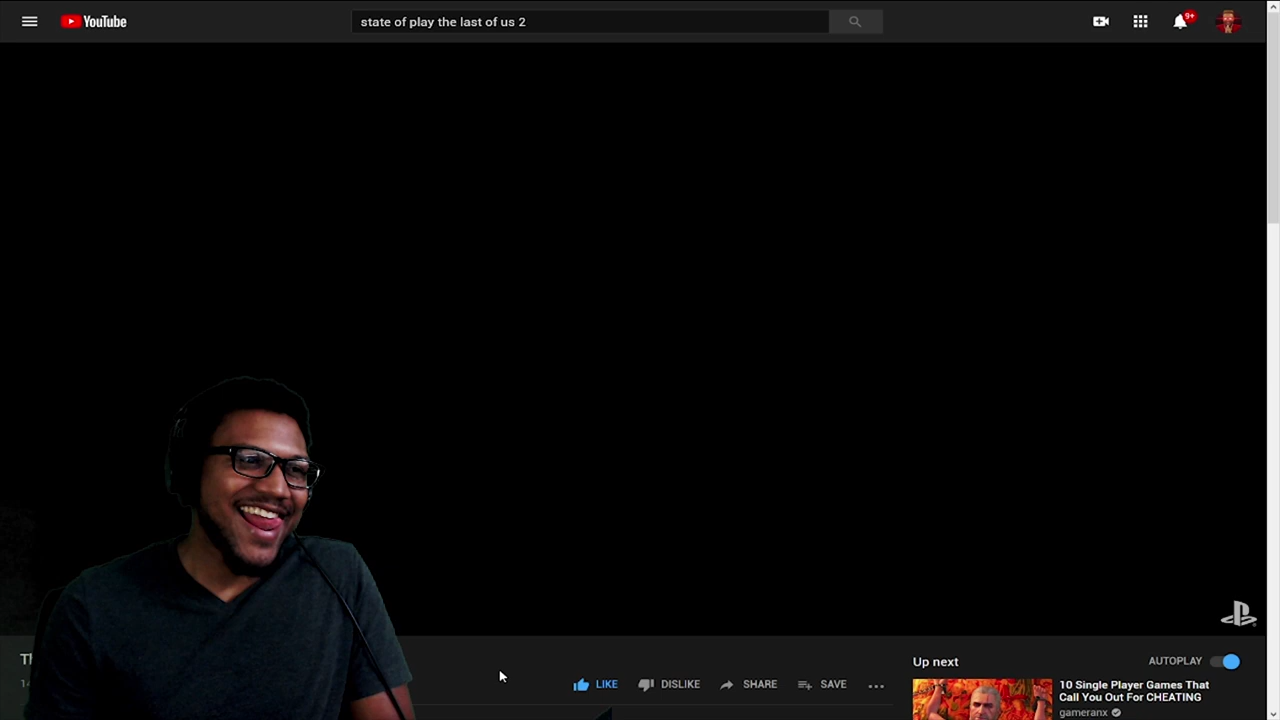 YouTube
state of play the last of us 2
9+
Th
LIKE
DISLIKE
SHARE
SAVE
Up next
AUTOPLAY
10 Single Player Games That
Call You Out For CHEATING
gameranx